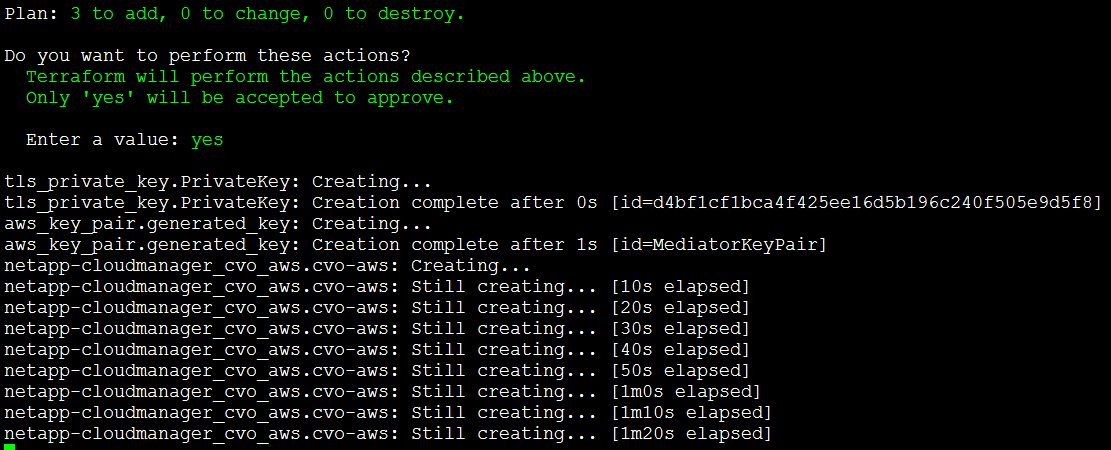 Plan: 3 to add, 0 to change, 0 to destroy.
Do you want to perform these actions?
Terraform will perform the actions described above.
Only 'yes' will be accepted to approve.
Enter a value: yes
tls_private_key.PrivateKey: Creating...
tls_private_key.PrivateKey: Creation complete after 0s [id=d4bf1cf1bca4f425ee16d5b196c240f505e9d5f8]
aws_key_pair.generated_key: Creating...
aws_key_pair.generated_key: Creation complete after 1s [id=MediatorKeyPair]
netapp-cloudmanager_cvo_aws.cvo-aws: Creating...
netapp-cloudmanager_cvo_aws.cvo-aws: Still creating... [10s elapsed]
netapp-cloudmanager_cvo_aws.cvo-aws: Still creating... [20s elapsed]
netapp-cloudmanager_cvo_aws.cvo-aws: Still creating... [30s elapsed]
netapp-cloudmanager_cvo_aws.cvo-aws: Still creating... [40s elapsed]
netapp-cloudmanager_cvo_aws.cvo-aws: Still creating... [50s elapsed]
netapp-cloudmanager_cvo_aws.cvo-aws: Still creating... [1m0s elapsed]
netapp-cloudmanager_cvo_aws.cvo-aws: Still creating... [1m10s elapsed]
netapp-cloudmanager_cvo_aws.cvo-aws: Still creating... [1m20s elapsed]